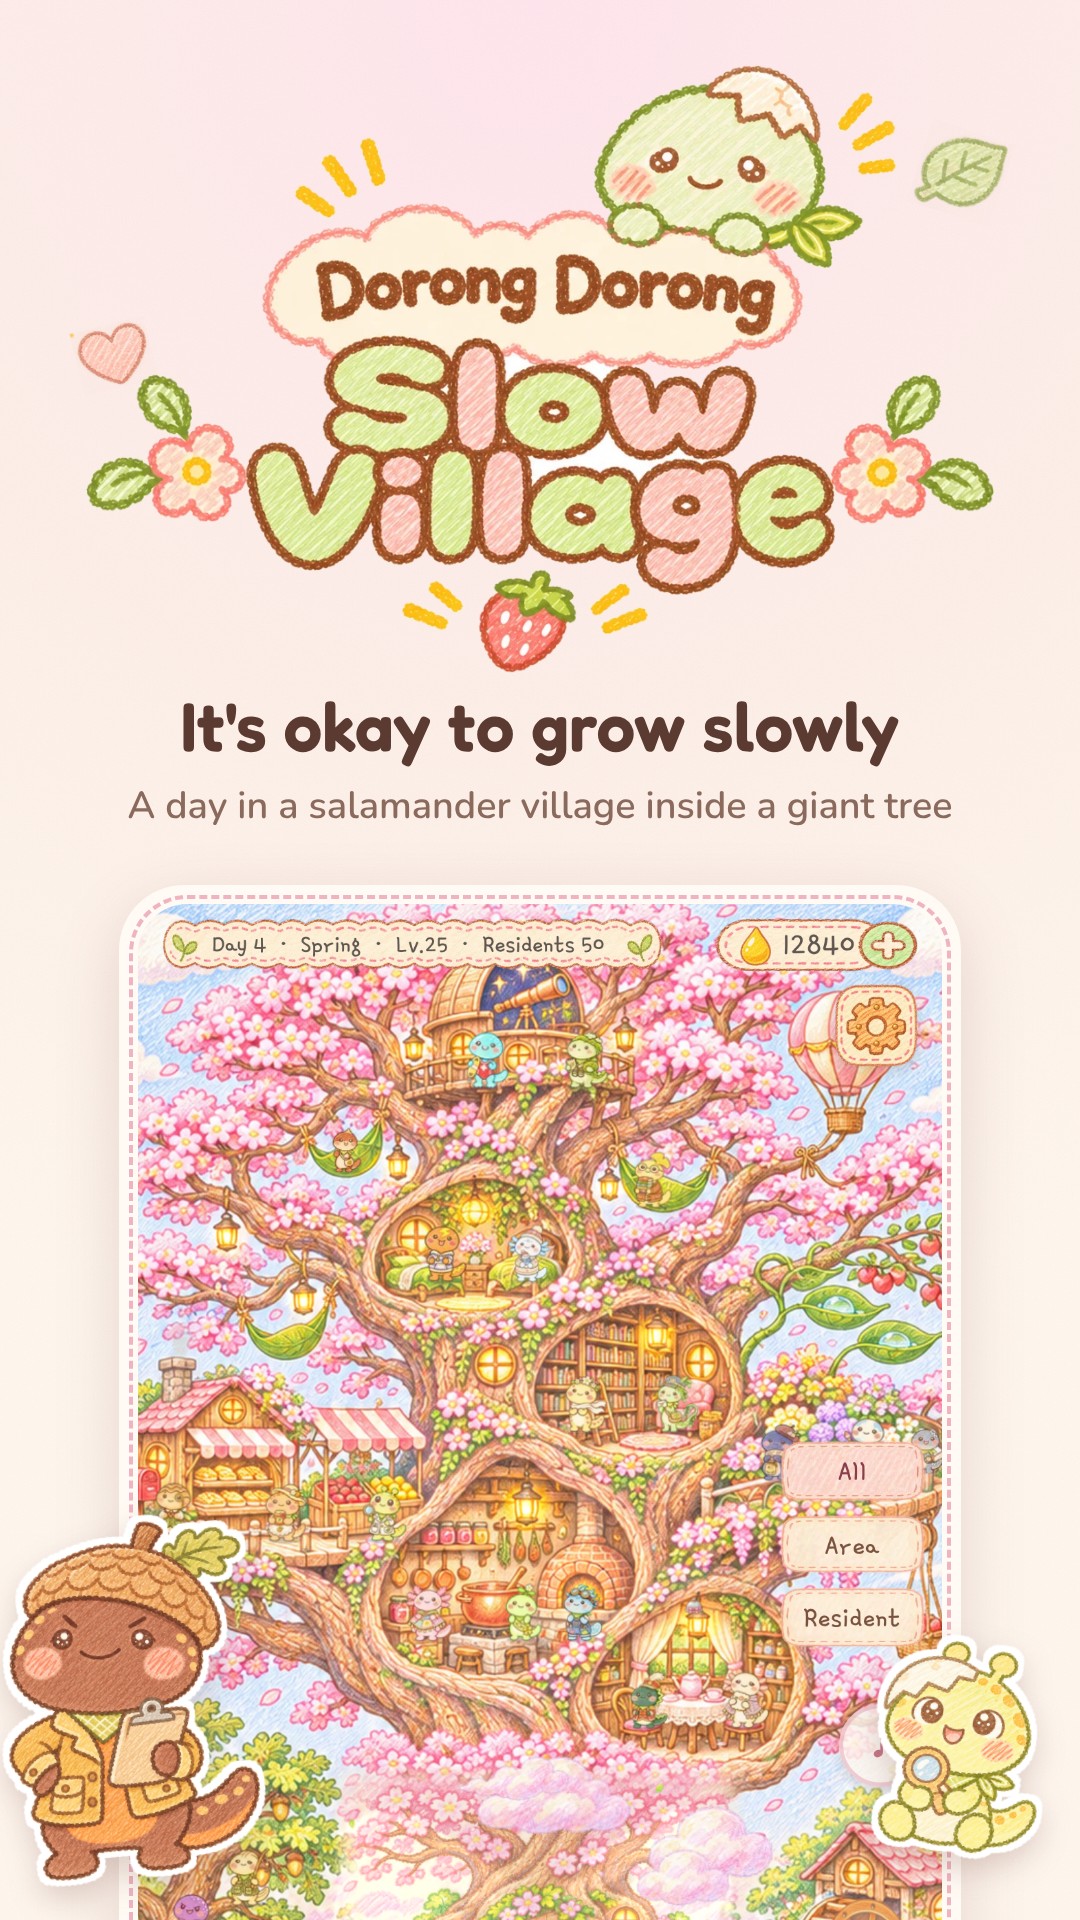 Dorong Dorong
Slow
Village
It's okay to grow slowly
A day in a salamander village inside a giant tree
Day 4 · Spring · Lv.25 · Residents 50
12840
All
Area
Resident